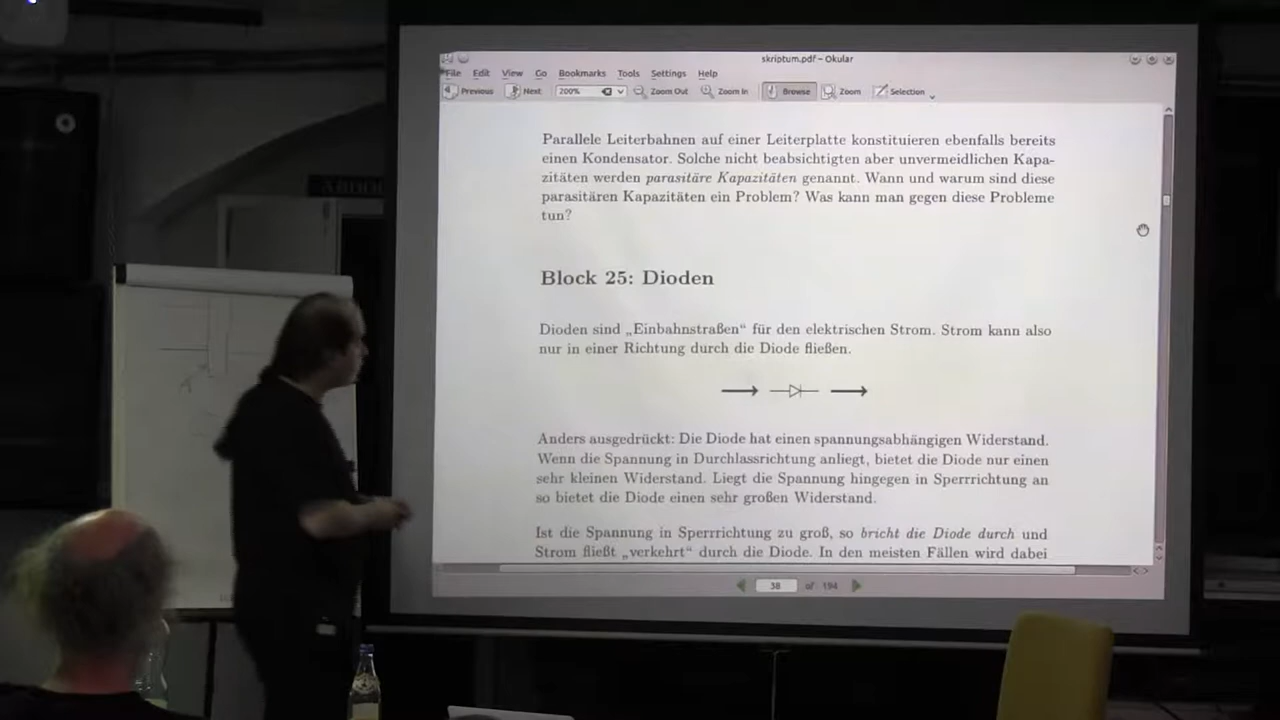 skriptum.pdf – Okular
File Edit View Go Bookmarks Tools Settings Help
Previous Next 200% Zoom Out Zoom In Browse Zoom Selection
Parallele Leiterbahnen auf einer Leiterplatte konstituieren ebenfalls bereits
einen Kondensator. Solche nicht beabsichtigten aber unvermeidlichen Kapa-
zitäten werden parasitäre Kapazitäten genannt. Wann und warum sind diese
parasitären Kapazitäten ein Problem? Was kann man gegen diese Probleme
tun?
Block 25: Dioden
Dioden sind „Einbahnstraßen“ für den elektrischen Strom. Strom kann also
nur in einer Richtung durch die Diode fließen.
Anders ausgedrückt: Die Diode hat einen spannungsabhängigen Widerstand.
Wenn die Spannung in Durchlassrichtung anliegt, bietet die Diode nur einen
sehr kleinen Widerstand. Liegt die Spannung hingegen in Sperrrichtung an
so bietet die Diode einen sehr großen Widerstand.
Ist die Spannung in Sperrrichtung zu groß, so bricht die Diode durch und
Strom fließt „verkehrt“ durch die Diode. In den meisten Fällen wird dabei
38 of 194